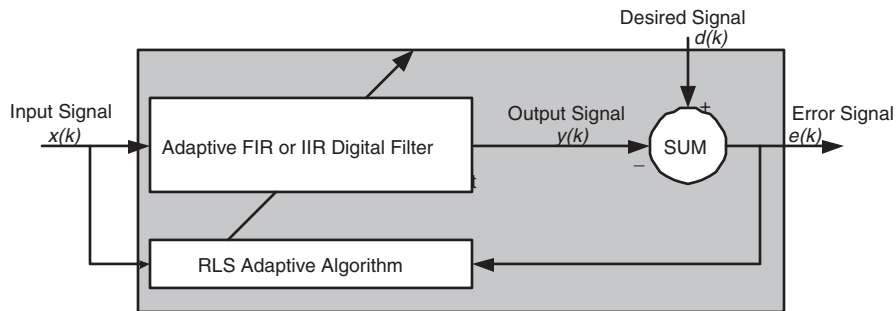 Desired Signal
d(k)
Input Signal
x(k)
Adaptive FIR or IIR Digital Filter
Output Signal
y(k)
+
−
SUM
Error Signal
e(k)
t
RLS Adaptive Algorithm